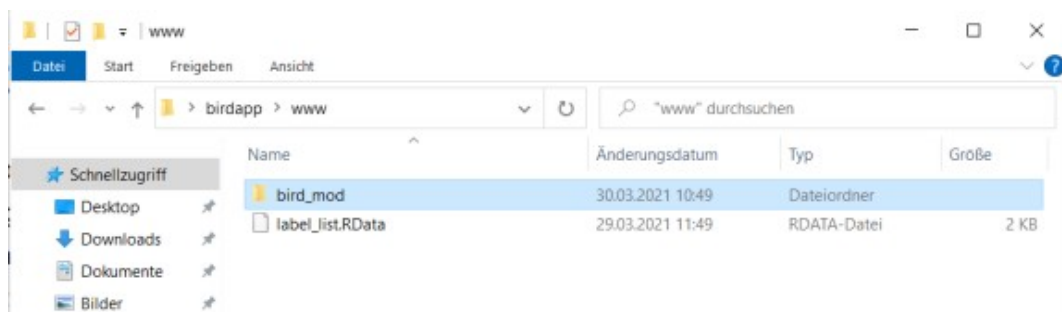 www
Datei Start Freigeben Ansicht ?
birdapp > www "www" durchsuchen
Name Änderungsdatum Typ Größe
Schnellzugriff
bird_mod 30.03.2021 10:49 Dateiordner
Desktop
label_list.RData 29.03.2021 11:49 RDATA-Datei 2 KB
Downloads
Dokumente
Bilder